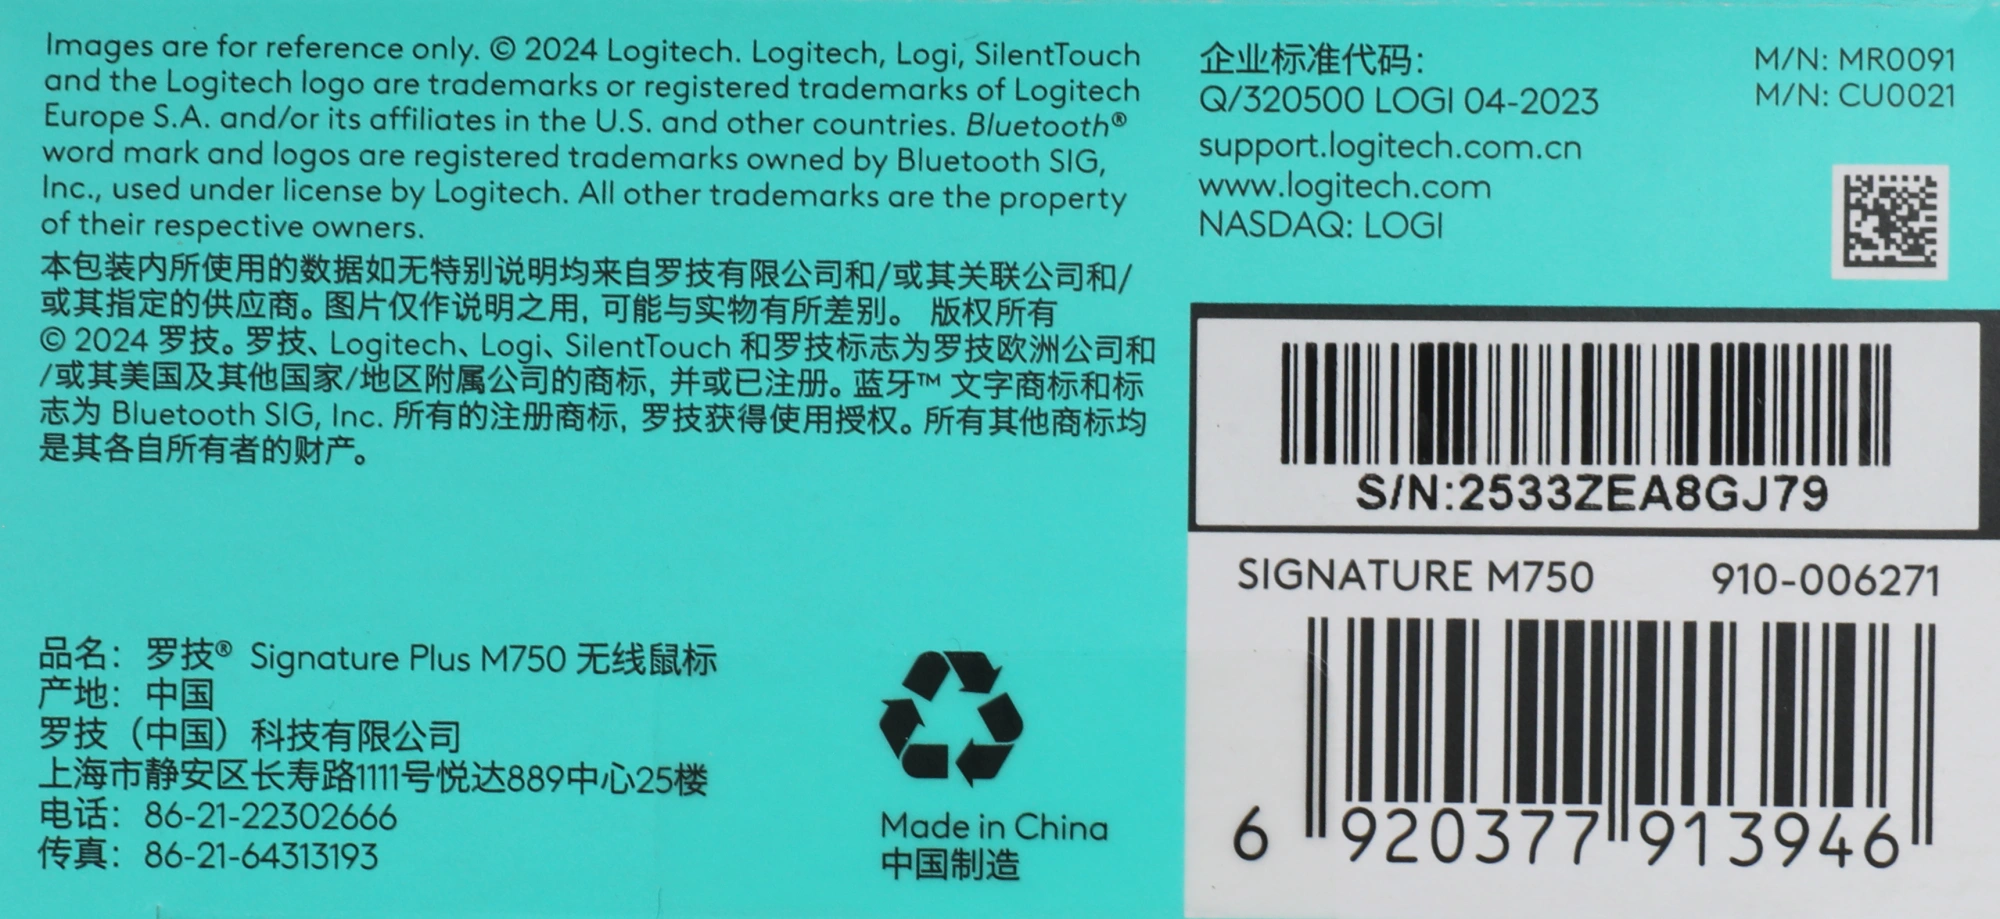 Images are for reference only. © 2024 Logitech. Logitech, Logi, SilentTouch
and the Logitech logo are trademarks or registered trademarks of Logitech
Europe S.A. and/or its affiliates in the U.S. and other countries. Bluetooth®
word mark and logos are registered trademarks owned by Bluetooth SIG,
Inc., used under license by Logitech. All other trademarks are the property
of their respective owners.
本包装内所使用的数据如无特别说明均来自罗技有限公司和/或其关联公司和/
或其指定的供应商。图片仅作说明之用, 可能与实物有所差别。 版权所有
© 2024 罗技。罗技、Logitech、Logi、SilentTouch 和罗技标志为罗技欧洲公司和
/或其美国及其他国家/地区附属公司的商标, 并或已注册。蓝牙™ 文字商标和标
志为 Bluetooth SIG, Inc. 所有的注册商标, 罗技获得使用授权。所有其他商标均
是其各自所有者的财产。
品名： 罗技® Signature Plus M750 无线鼠标
产地： 中国
罗技（中国）科技有限公司
上海市静安区长寿路1111号悦达889中心25楼
电话： 86-21-22302666
传真： 86-21-64313193
Made in China
中国制造
企业标准代码:
Q/320500 LOGI 04-2023
support.logitech.com.cn
www.logitech.com
NASDAQ: LOGI
M/N: MR0091
M/N: CU0021
S/N:2533ZEA8GJ79
SIGNATURE M750 910-006271
6 920377 913946